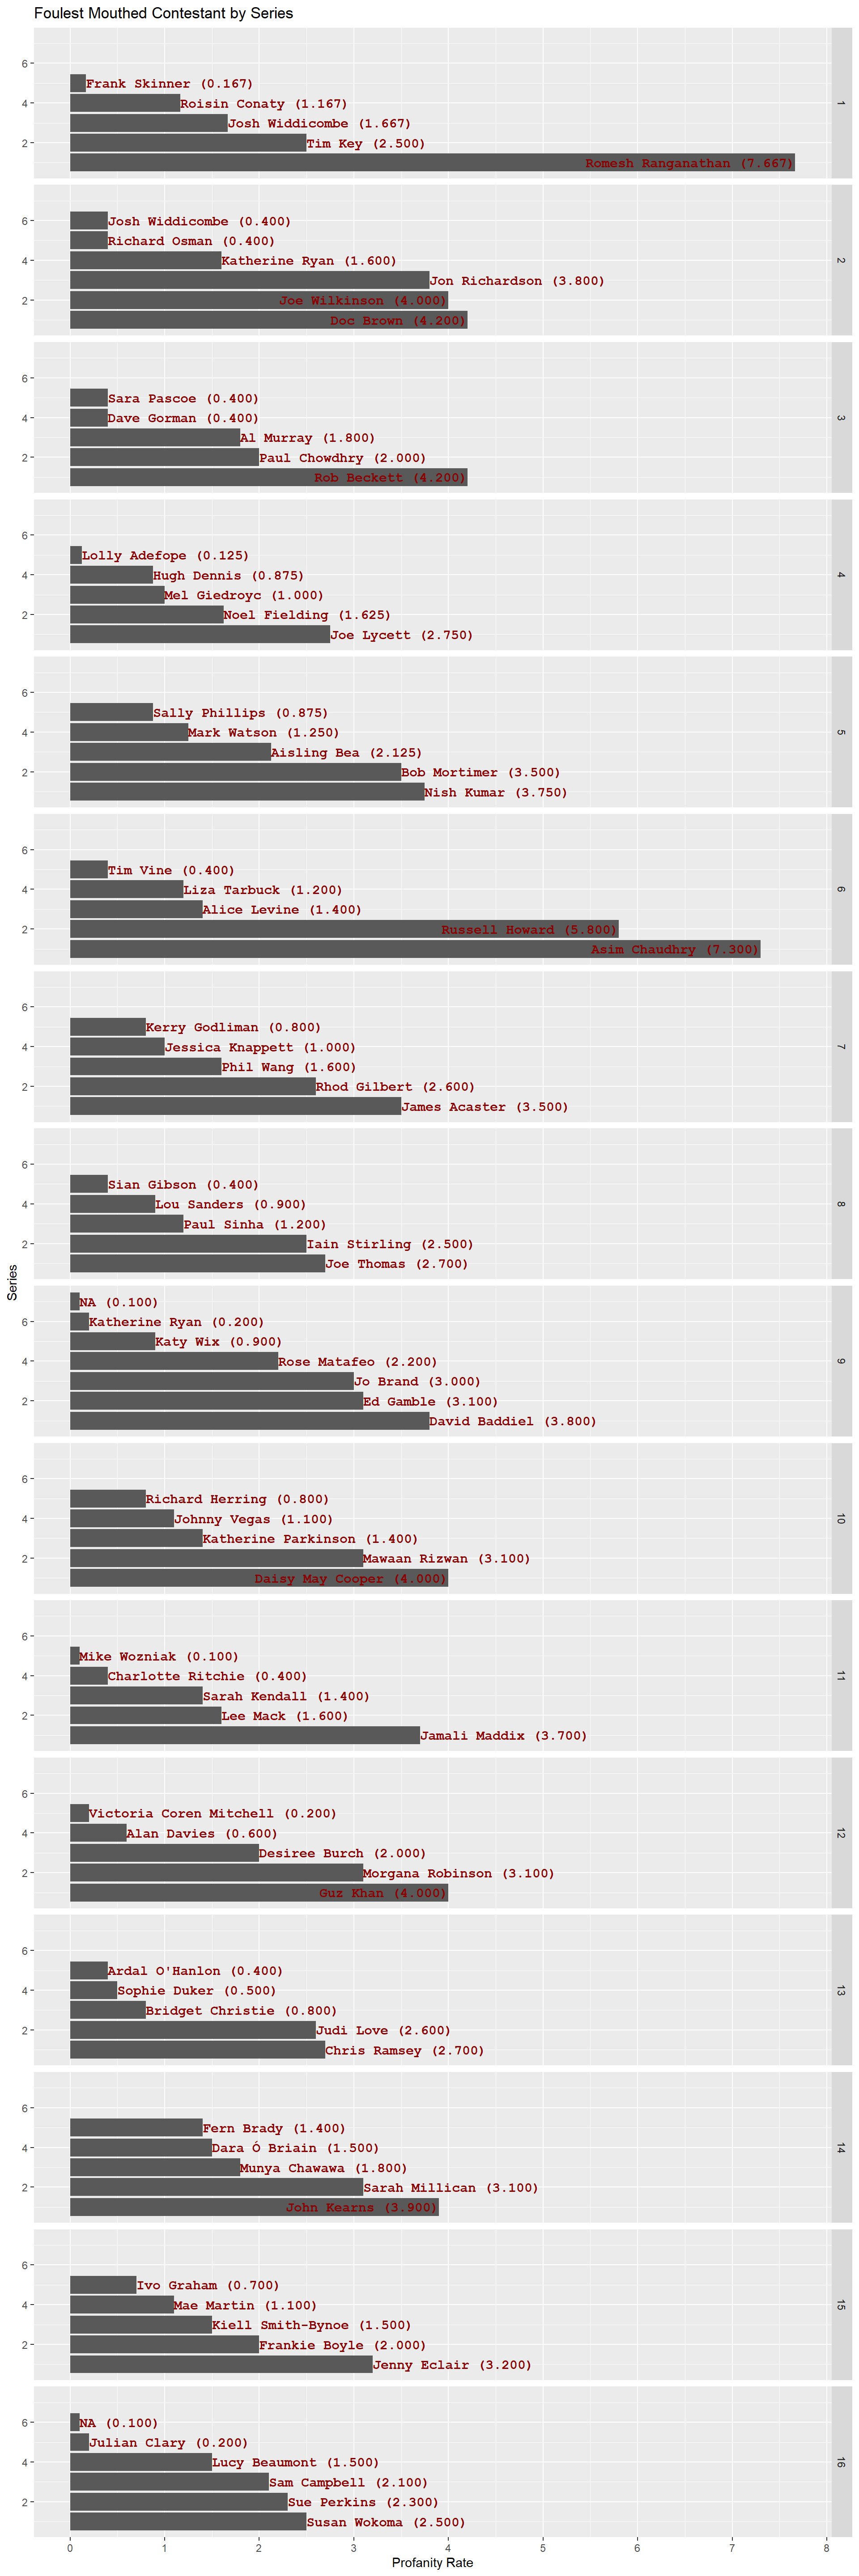 Foulest Mouthed Contestant by Series
6
4
2
Frank Skinner (0.167)
Roisin Conaty (1.167)
Josh Widdicombe (1.667)
Tim Key (2.500)
Romesh Ranganathan (7.667)
1
6
4
2
Josh Widdicombe (0.400)
Richard Osman (0.400)
Katherine Ryan (1.600)
Jon Richardson (3.800)
Joe Wilkinson (4.000)
Doc Brown (4.200)
2
6
4
2
Sara Pascoe (0.400)
Dave Gorman (0.400)
Al Murray (1.800)
Paul Chowdhry (2.000)
Rob Beckett (4.200)
3
6
4
2
Lolly Adefope (0.125)
Hugh Dennis (0.875)
Mel Giedroyc (1.000)
Noel Fielding (1.625)
Joe Lycett (2.750)
4
6
4
2
Sally Phillips (0.875)
Mark Watson (1.250)
Aisling Bea (2.125)
Bob Mortimer (3.500)
Nish Kumar (3.750)
5
6
4
2
Tim Vine (0.400)
Liza Tarbuck (1.200)
Alice Levine (1.400)
Russell Howard (5.800)
Asim Chaudhry (7.300)
6
6
4
2
Kerry Godliman (0.800)
Jessica Knappett (1.000)
Phil Wang (1.600)
Rhod Gilbert (2.600)
James Acaster (3.500)
7
6
4
2
Sian Gibson (0.400)
Lou Sanders (0.900)
Paul Sinha (1.200)
Iain Stirling (2.500)
Joe Thomas (2.700)
8
Series
6
4
2
NA (0.100)
Katherine Ryan (0.200)
Katy Wix (0.900)
Rose Matafeo (2.200)
Jo Brand (3.000)
Ed Gamble (3.100)
David Baddiel (3.800)
9
6
4
2
Richard Herring (0.800)
Johnny Vegas (1.100)
Katherine Parkinson (1.400)
Mawaan Rizwan (3.100)
Daisy May Cooper (4.000)
10
6
4
2
Mike Wozniak (0.100)
Charlotte Ritchie (0.400)
Sarah Kendall (1.400)
Lee Mack (1.600)
Jamali Maddix (3.700)
11
6
4
2
Victoria Coren Mitchell (0.200)
Alan Davies (0.600)
Desiree Burch (2.000)
Morgana Robinson (3.100)
Guz Khan (4.000)
12
6
4
2
Ardal O'Hanlon (0.400)
Sophie Duker (0.500)
Bridget Christie (0.800)
Judi Love (2.600)
Chris Ramsey (2.700)
13
6
4
2
Fern Brady (1.400)
Dara Ó Briain (1.500)
Munya Chawawa (1.800)
Sarah Millican (3.100)
John Kearns (3.900)
14
6
4
2
Ivo Graham (0.700)
Mae Martin (1.100)
Kiell Smith-Bynoe (1.500)
Frankie Boyle (2.000)
Jenny Eclair (3.200)
15
6
4
2
NA (0.100)
Julian Clary (0.200)
Lucy Beaumont (1.500)
Sam Campbell (2.100)
Sue Perkins (2.300)
Susan Wokoma (2.500)
16
0 1 2 3 4 5 6 7 8
Profanity Rate